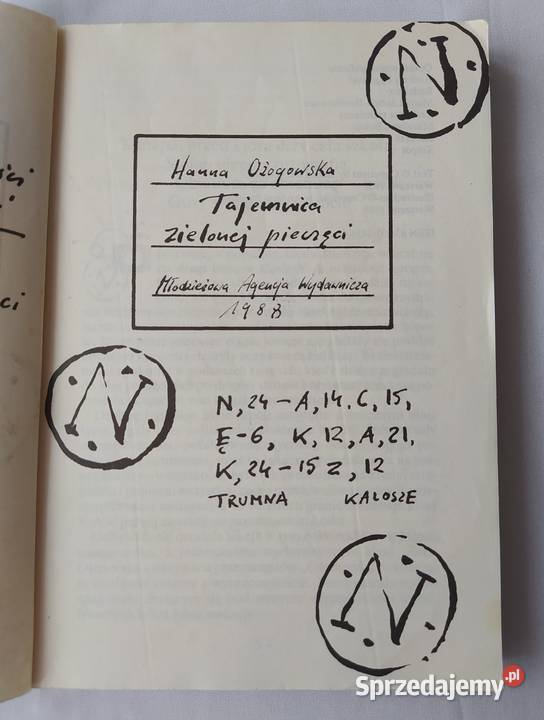 N
Hanna Ożogowska
Tajemnica
zielonej pieczęci
Młodzieżowa Agencja Wydawnicza
1988
N
N, 24 – A, 14. C, 15,
Ę – 6, K, 12, A, 21,
K, 24 – 15 Z, 12
TRUMNA KALOSZE
N
Sprzedajemy.pl